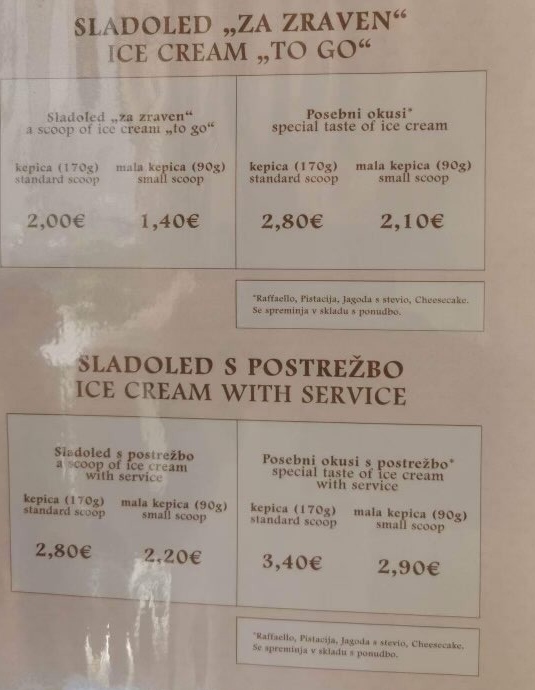 SLADOLED „ZA ZRAVEN“
ICE CREAM „TO GO“
Sladoled „za zraven“
a scoop of ice cream „to go“
kepica (170g) mala kepica (90g)
standard scoop small scoop
2,00€ 1,40€
Posebni okusi*
special taste of ice cream
kepica (170g) mala kepica (90g)
standard scoop small scoop
2,80€ 2,10€
*Raffaello, Pistacija, Jagoda s stevio, Cheesecake.
Se spreminja v skladu s ponudbo.
SLADOLED S POSTREŽBO
ICE CREAM WITH SERVICE
Sladoled s postrežbo
a scoop of ice cream
with service
kepica (170g) mala kepica (90g)
standard scoop small scoop
2,80€ 2,20€
Posebni okusi s postrežbo*
special taste of ice cream
with service
kepica (170g) mala kepica (90g)
standard scoop small scoop
3,40€ 2,90€
*Raffaello, Pistacija, Jagoda s stevio, Cheesecake.
Se spreminja v skladu s ponudbo.